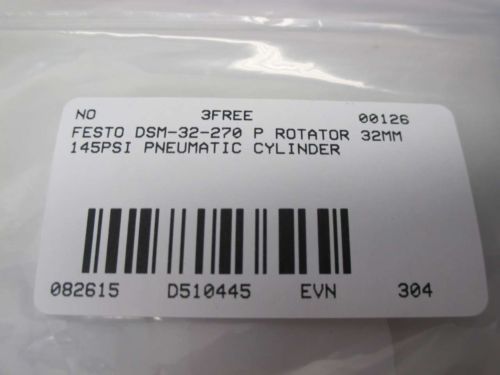 NO 3FREE 00126
FESTO DSM-32-270 P ROTATOR 32MM
145PSI PNEUMATIC CYLINDER
082615 D510445 EVN 304